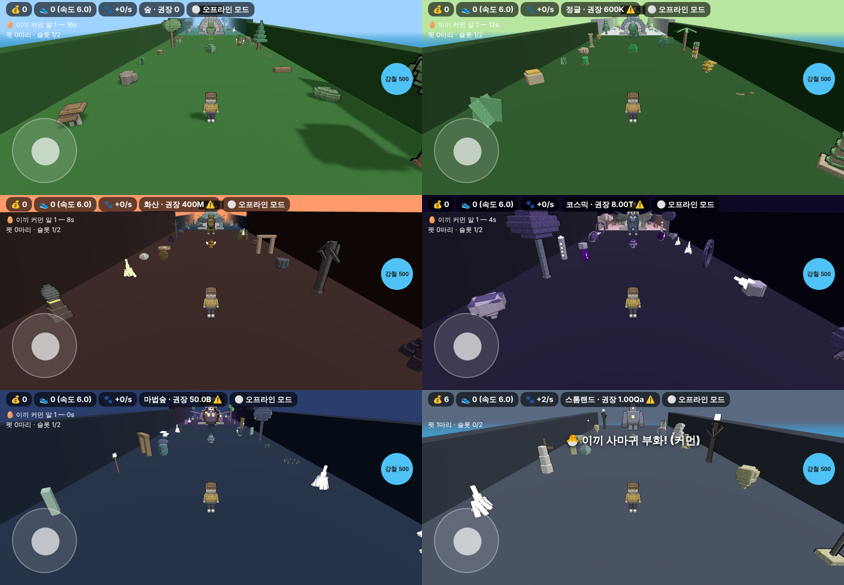 💰 0 👟 0 (속도 6.0) 🐾 +0/s 숲 · 권장 0 ⚪ 오프라인 모드
🥚 이끼 커먼 알 1 — 16s
펫 0마리 · 슬롯 1/2
강철 500
💰 0 👟 0 (속도 6.0) 🐾 +0/s 정글 · 권장 600K ⚠️ ⚪ 오프라인 모드
🥚 이끼 커먼 알 1 — 12s
펫 0마리 · 슬롯 1/2
강철 500
💰 0 👟 0 (속도 6.0) 🐾 +0/s 화산 · 권장 400M ⚠️ ⚪ 오프라인 모드
🥚 이끼 커먼 알 1 — 8s
펫 0마리 · 슬롯 1/2
강철 500
💰 0 👟 0 (속도 6.0) 🐾 +0/s 코스믹 · 권장 8.00T ⚠️ ⚪ 오프라인 모드
🥚 이끼 커먼 알 1 — 4s
펫 0마리 · 슬롯 1/2
강철 500
💰 0 👟 0 (속도 6.0) 🐾 +0/s 마법숲 · 권장 50.0B ⚠️ ⚪ 오프라인 모드
🥚 이끼 커먼 알 1 — 0s
펫 0마리 · 슬롯 1/2
강철 500
💰 6 👟 0 (속도 6.0) 🐾 +2/s 스톰랜드 · 권장 1.00Qa ⚠️ ⚪ 오프라인 모드
펫 1마리 · 슬롯 0/2
🐣 이끼 사마귀 부화! (커먼)
강철 500